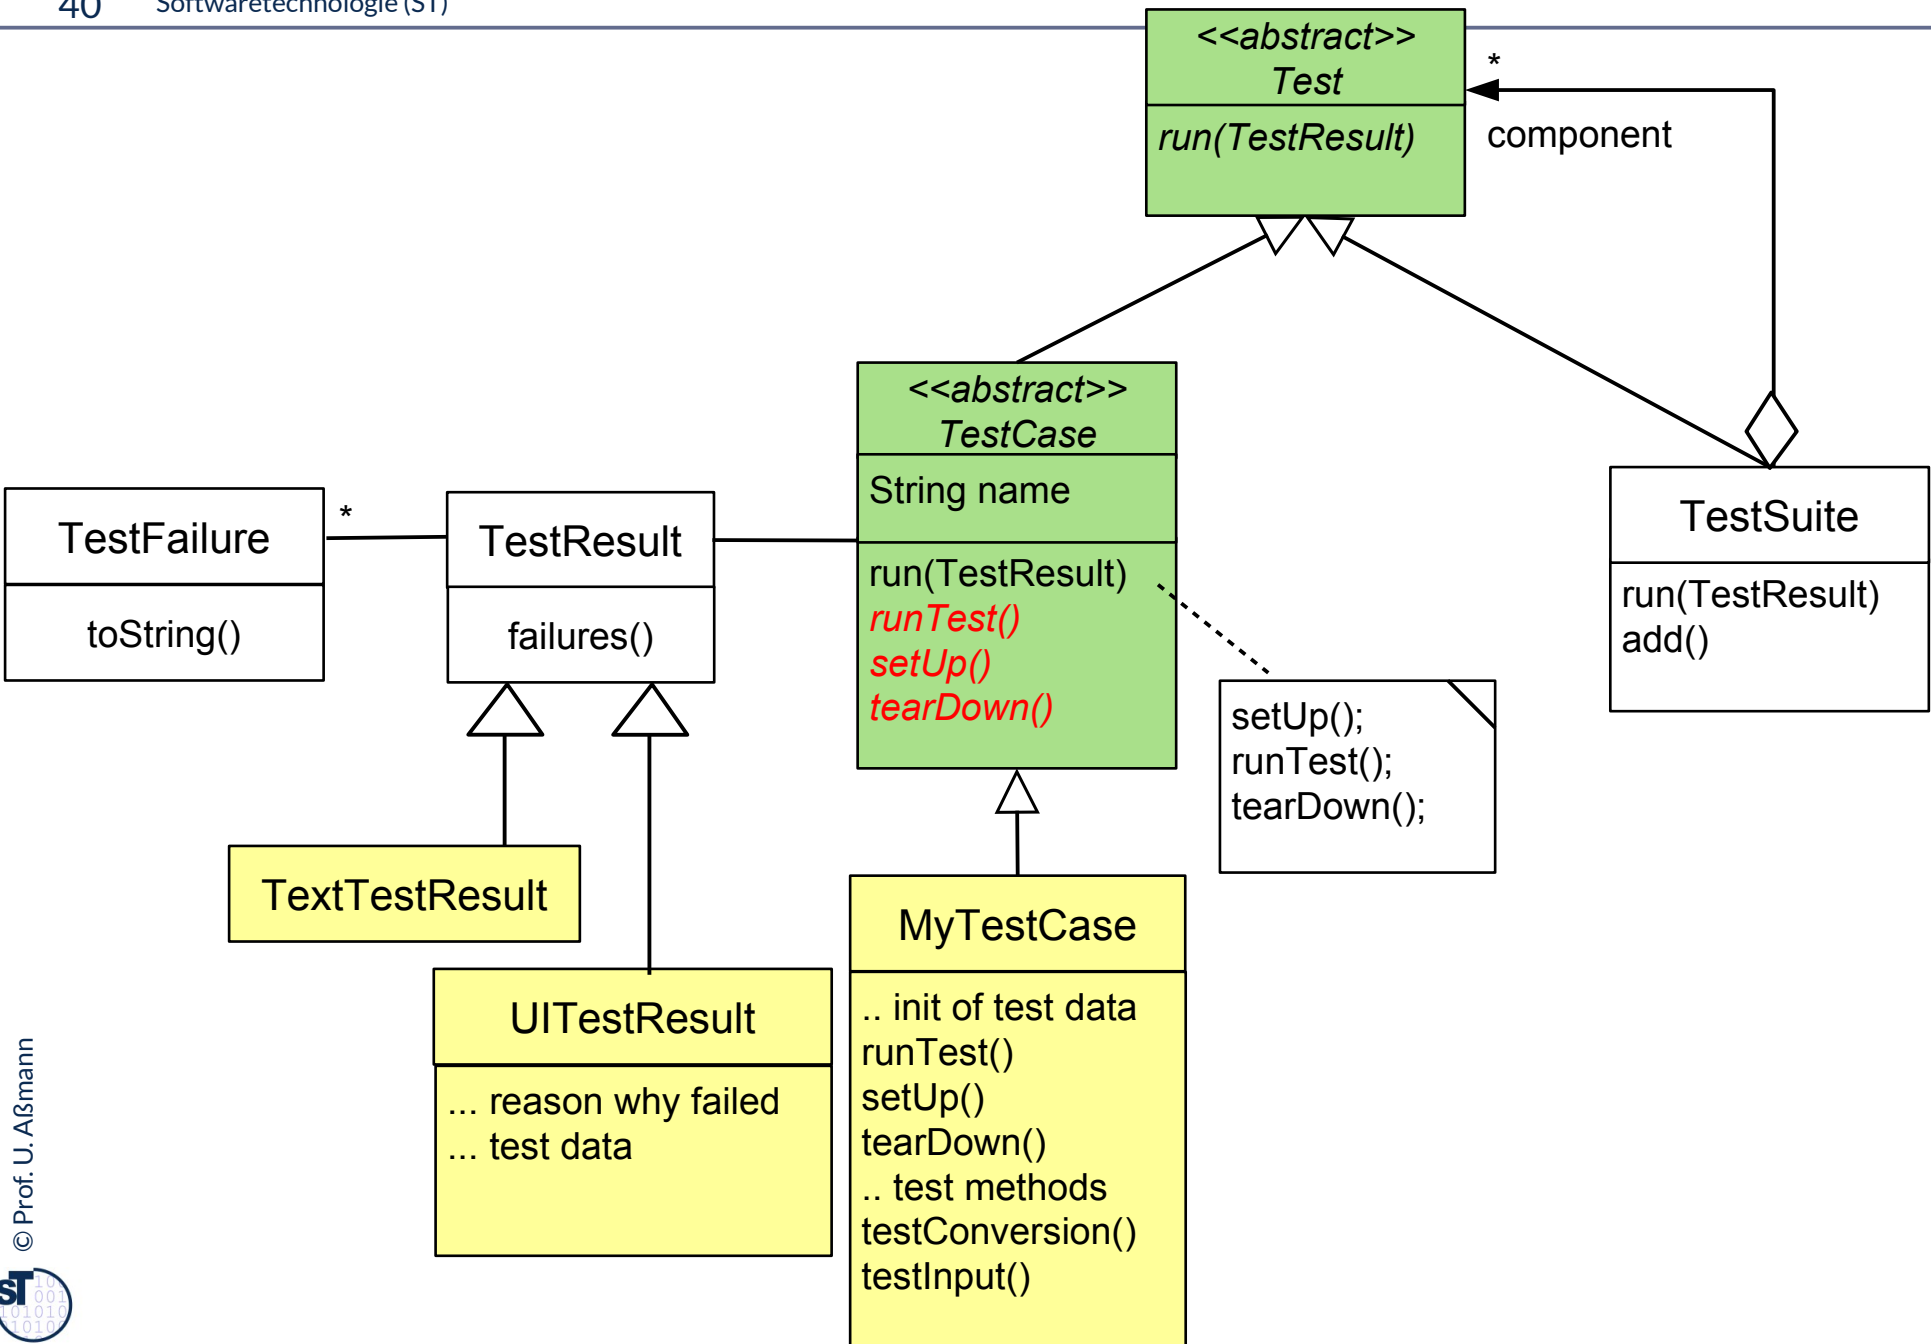 40 Softwaretechnologie (ST)
<<abstract>>
Test
run(TestResult)
*
component
<<abstract>>
TestCase
String name
run(TestResult)
runTest()
setUp()
tearDown()
TestFailure
toString()
*
TestResult
failures()
TestSuite
run(TestResult)
add()
setUp();
runTest();
tearDown();
TextTestResult
UITestResult
... reason why failed
... test data
MyTestCase
.. init of test data
runTest()
setUp()
tearDown()
.. test methods
testConversion()
testInput()
© Prof. U. Aßmann
ST